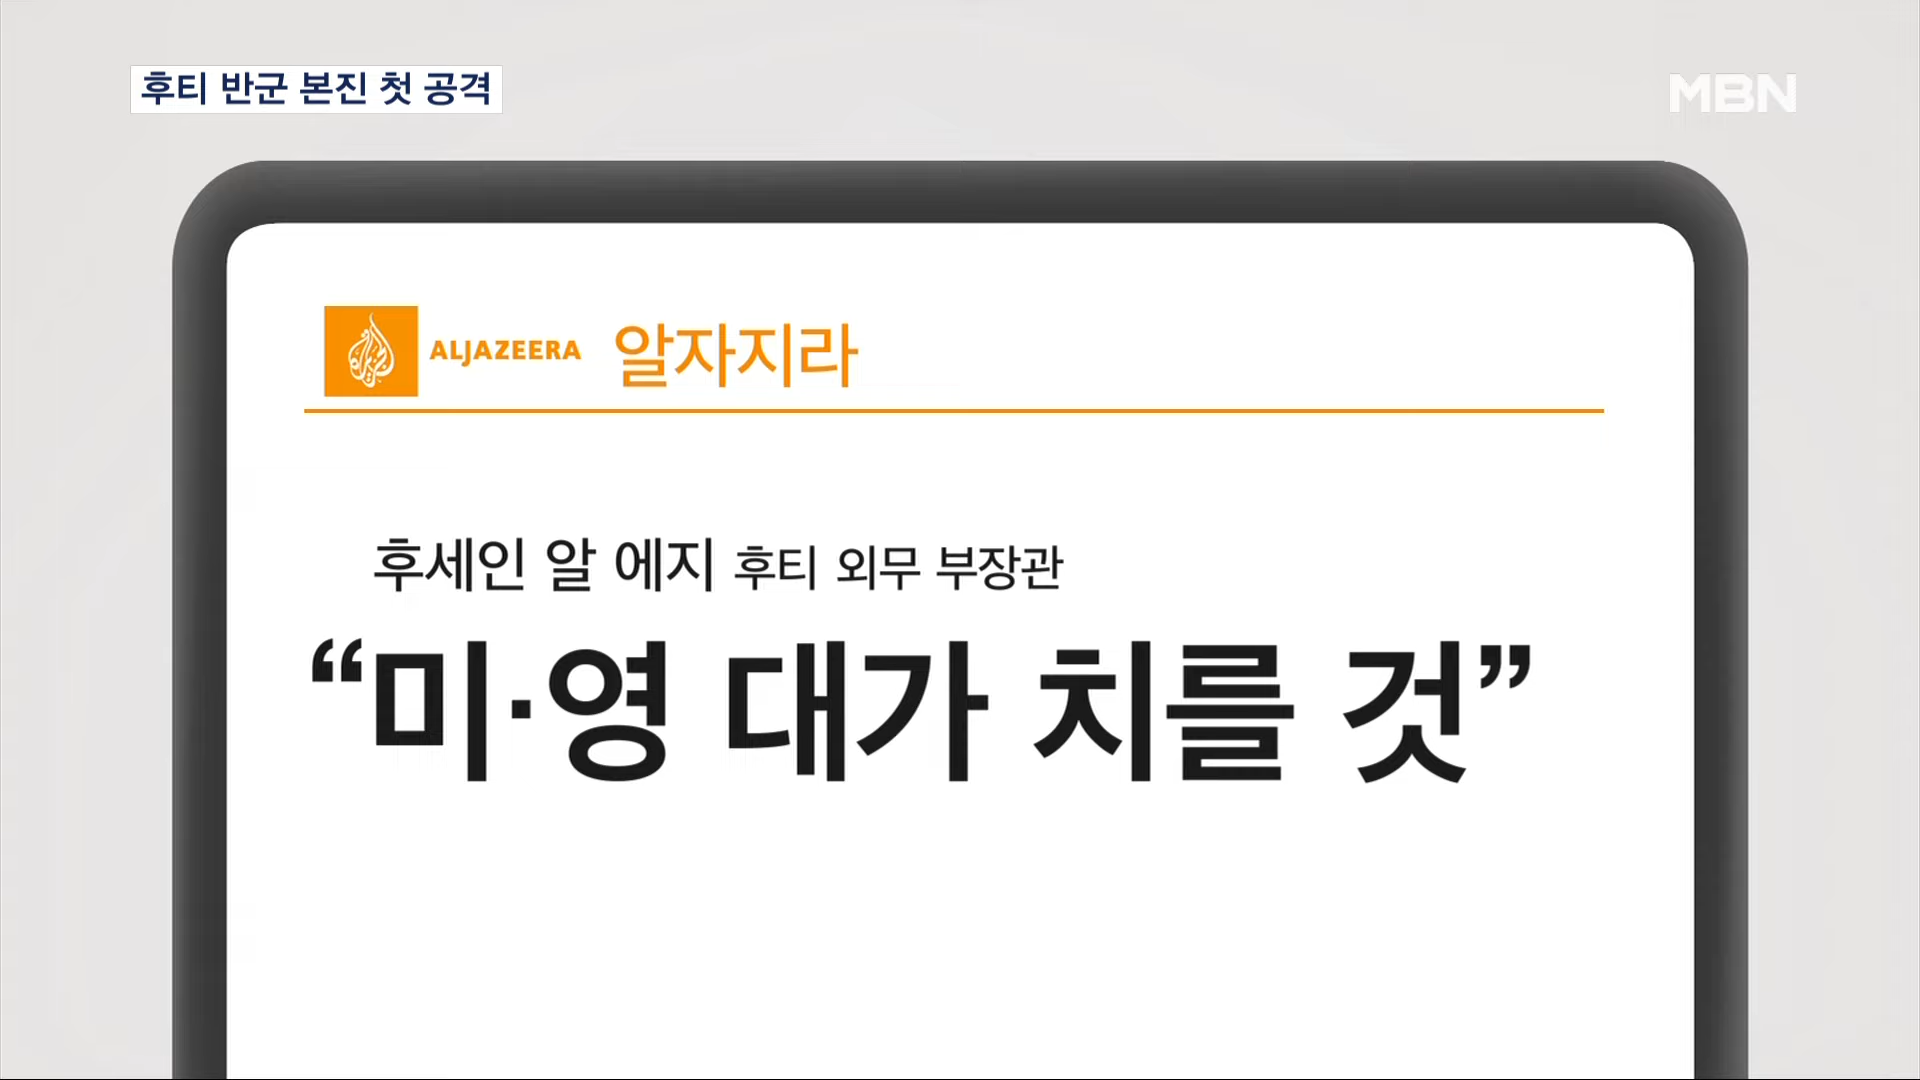 후티 반군 본진 첫 공격
MBN
ALJAZEERA 알자지라
후세인 알 에지 후티 외무 부장관
“미·영 대가 치를 것”